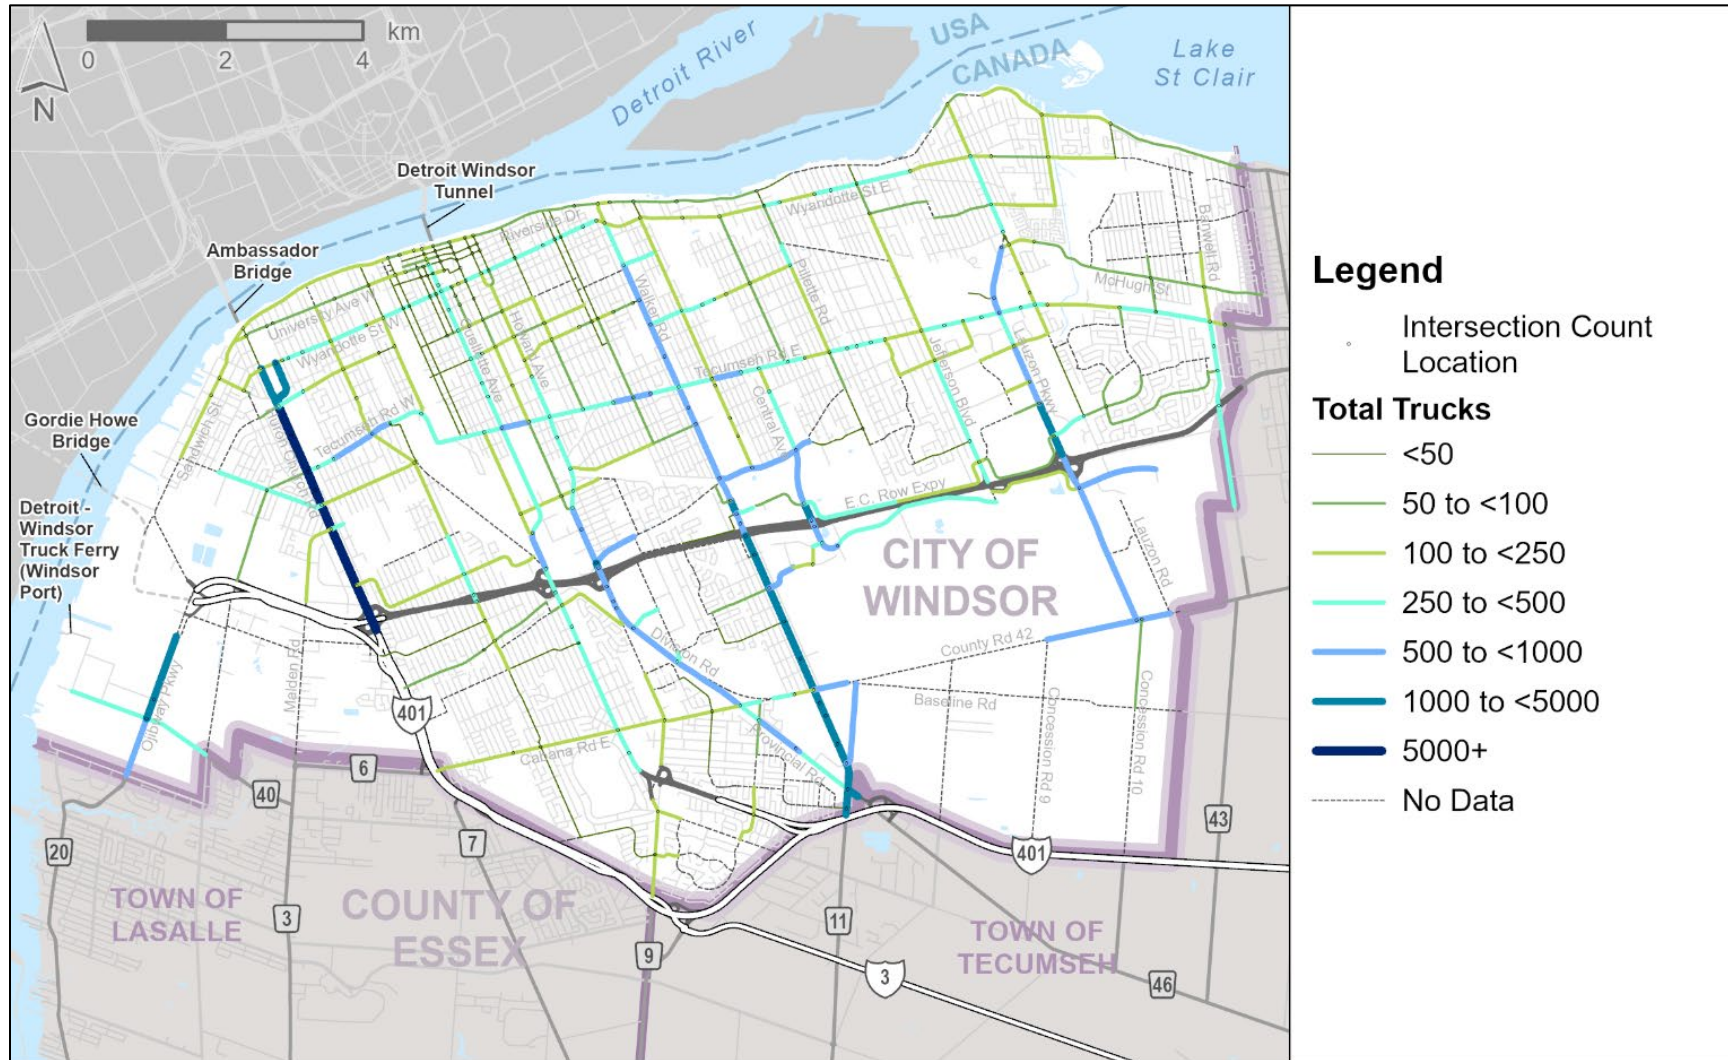 km
0 2 4
N
Detroit River
USA
CANADA
Lake
St Clair
Detroit Windsor
Tunnel
Ambassador
Bridge
Gordie Howe
Bridge
Detroit -
Windsor
Truck Ferry
(Windsor
Port)
Riverside Dr
Wyandotte St E
University Ave W
Wyandotte St W
Walker Rd
Pillette Rd
Banwell Rd
McHugh St
Ouellette Ave
Howard Ave
Tecumseh Rd E
Central Ave
Jefferson Blvd
Lauzon Pkwy
Sandwich St
Huron Church Rd
Tecumseh Rd W
E C. Row Expy
CITY OF
WINDSOR
Lauzon Rd
Division Rd
County Rd 42
Baseline Rd
Concession Rd 9
Concession Rd 10
Malden Rd
Ojibway Pkwy
Cabana Rd E
Provincial Rd
401
401
6
40
7
20
3
9
11
3
43
46
TOWN OF
LASALLE
COUNTY OF
ESSEX
TOWN OF
TECUMSEH
Legend
Intersection Count
Location
Total Trucks
<50
50 to <100
100 to <250
250 to <500
500 to <1000
1000 to <5000
5000+
No Data